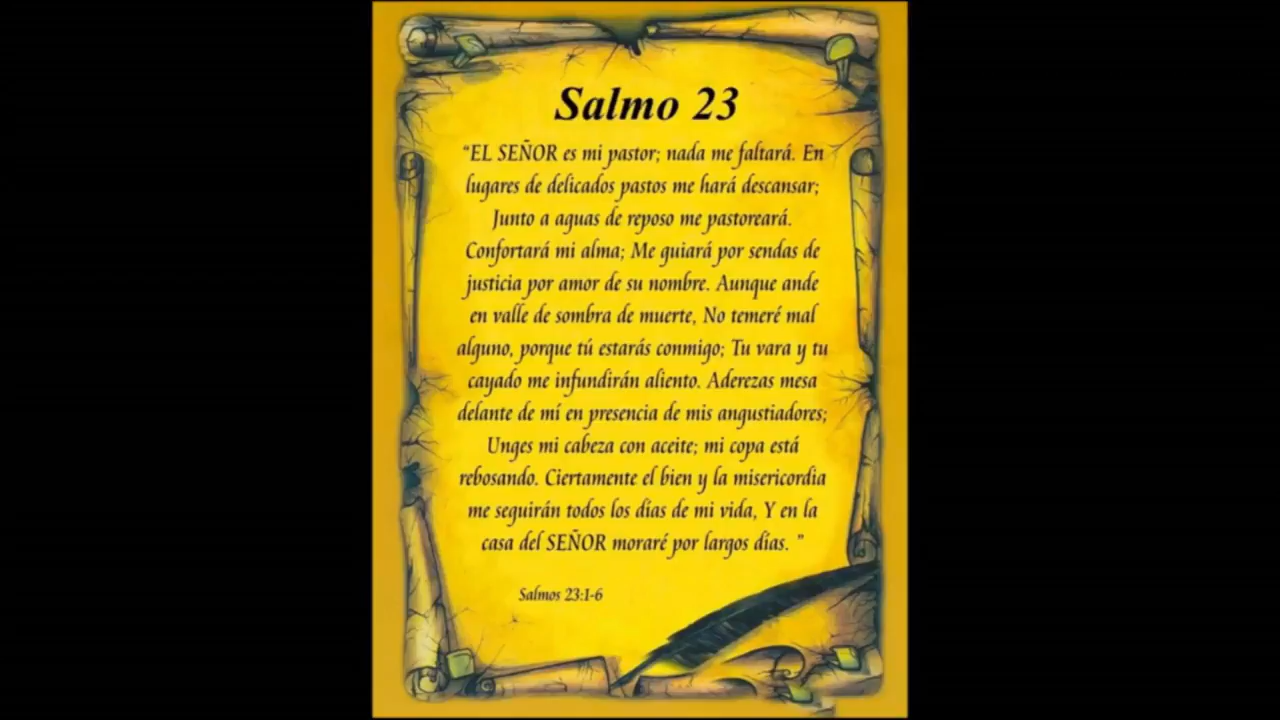 Salmo 23
“EL SEÑOR es mi pastor; nada me faltará. En
lugares de delicados pastos me hará descansar;
Junto a aguas de reposo me pastoreará.
Confortará mi alma; Me guiará por sendas de
justicia por amor de su nombre. Aunque ande
en valle de sombra de muerte, No temeré mal
alguno, porque tú estarás conmigo; Tu vara y tu
cayado me infundirán aliento. Aderezas mesa
delante de mí en presencia de mis angustiadores;
Unges mi cabeza con aceite; mi copa está
rebosando. Ciertamente el bien y la misericordia
me seguirán todos los días de mi vida, Y en la
casa del SEÑOR moraré por largos días. ”
Salmos 23:1-6